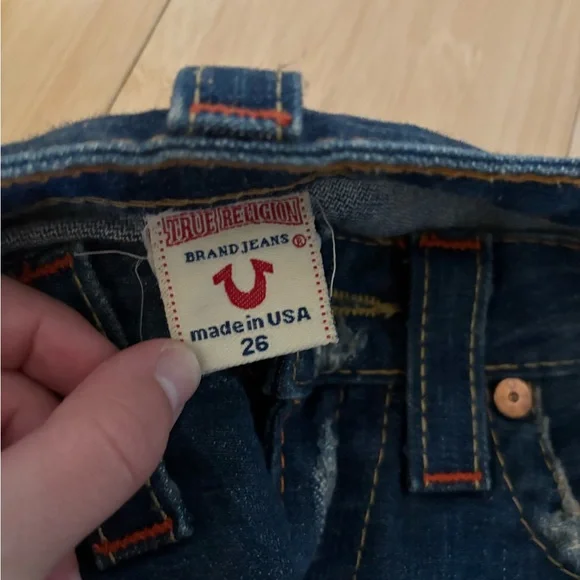 TRUE RELIGION
BRAND JEANS ®
made in USA
26